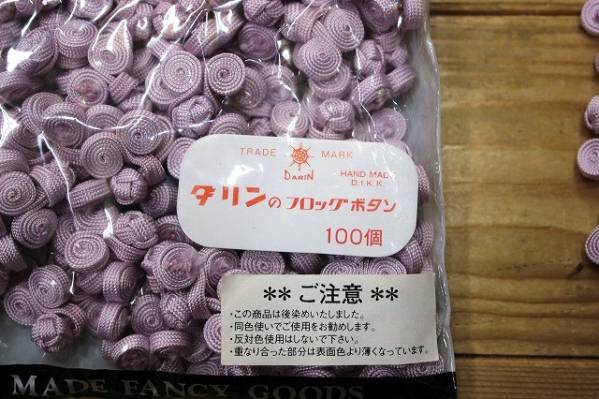 TRADE MARK
DARIN
HAND MADE
D.I.K.K.
ダリンのフロッグボタン
100個
** ご注意 **
・この商品は後染めいたしました。
・同色使いでご使用をお勧めします。
・反対色使用はしないで下さい。
・重なり合った部分は表面色より薄くなっています。
MADE FANCY GOODS